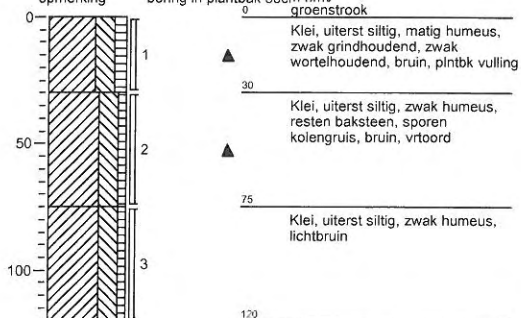 opmerking boring in plantbak
0
groenstrook
0
Klei, uiterst siltig, matig humeus,
zwak grindhoudend, zwak
wortelhoudend, bruin, plntbk vulling
1
30
Klei, uiterst siltig, zwak humeus,
resten baksteen, sporen
kolengruis, bruin, vrtoord
50
2
75
Klei, uiterst siltig, zwak humeus,
lichtbruin
100
3
120